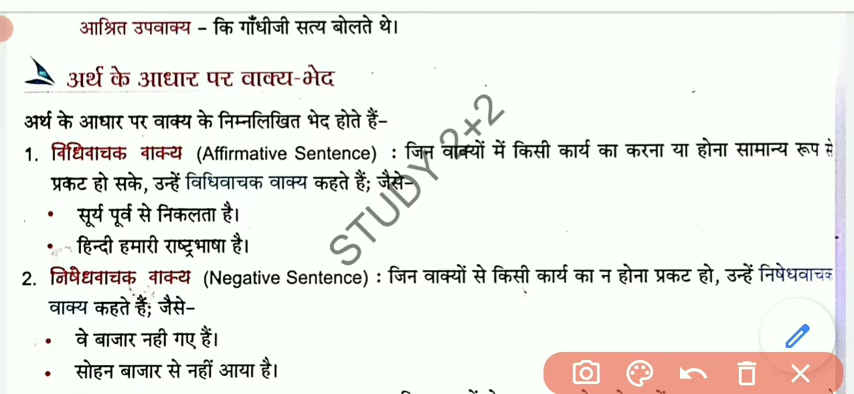 आश्रित उपवाक्य – कि गाँधीजी सत्य बोलते थे।
अर्थ के आधार पर वाक्य-भेद
अर्थ के आधार पर वाक्य के निम्नलिखित भेद होते हैं–
1. विधिवाचक वाक्य (Affirmative Sentence) : जिन वाक्यों में किसी कार्य का करना या होना सामान्य रूप से
प्रकट हो सके, उन्हें विधिवाचक वाक्य कहते हैं; जैसे–
• सूर्य पूर्व से निकलता है।
• हिन्दी हमारी राष्ट्रभाषा है।
2. निषेधवाचक वाक्य (Negative Sentence) : जिन वाक्यों से किसी कार्य का न होना प्रकट हो, उन्हें निषेधवाचक
वाक्य कहते हैं; जैसे–
• वे बाजार नही गए हैं।
• सोहन बाजार से नहीं आया है।
STUDY 2+2